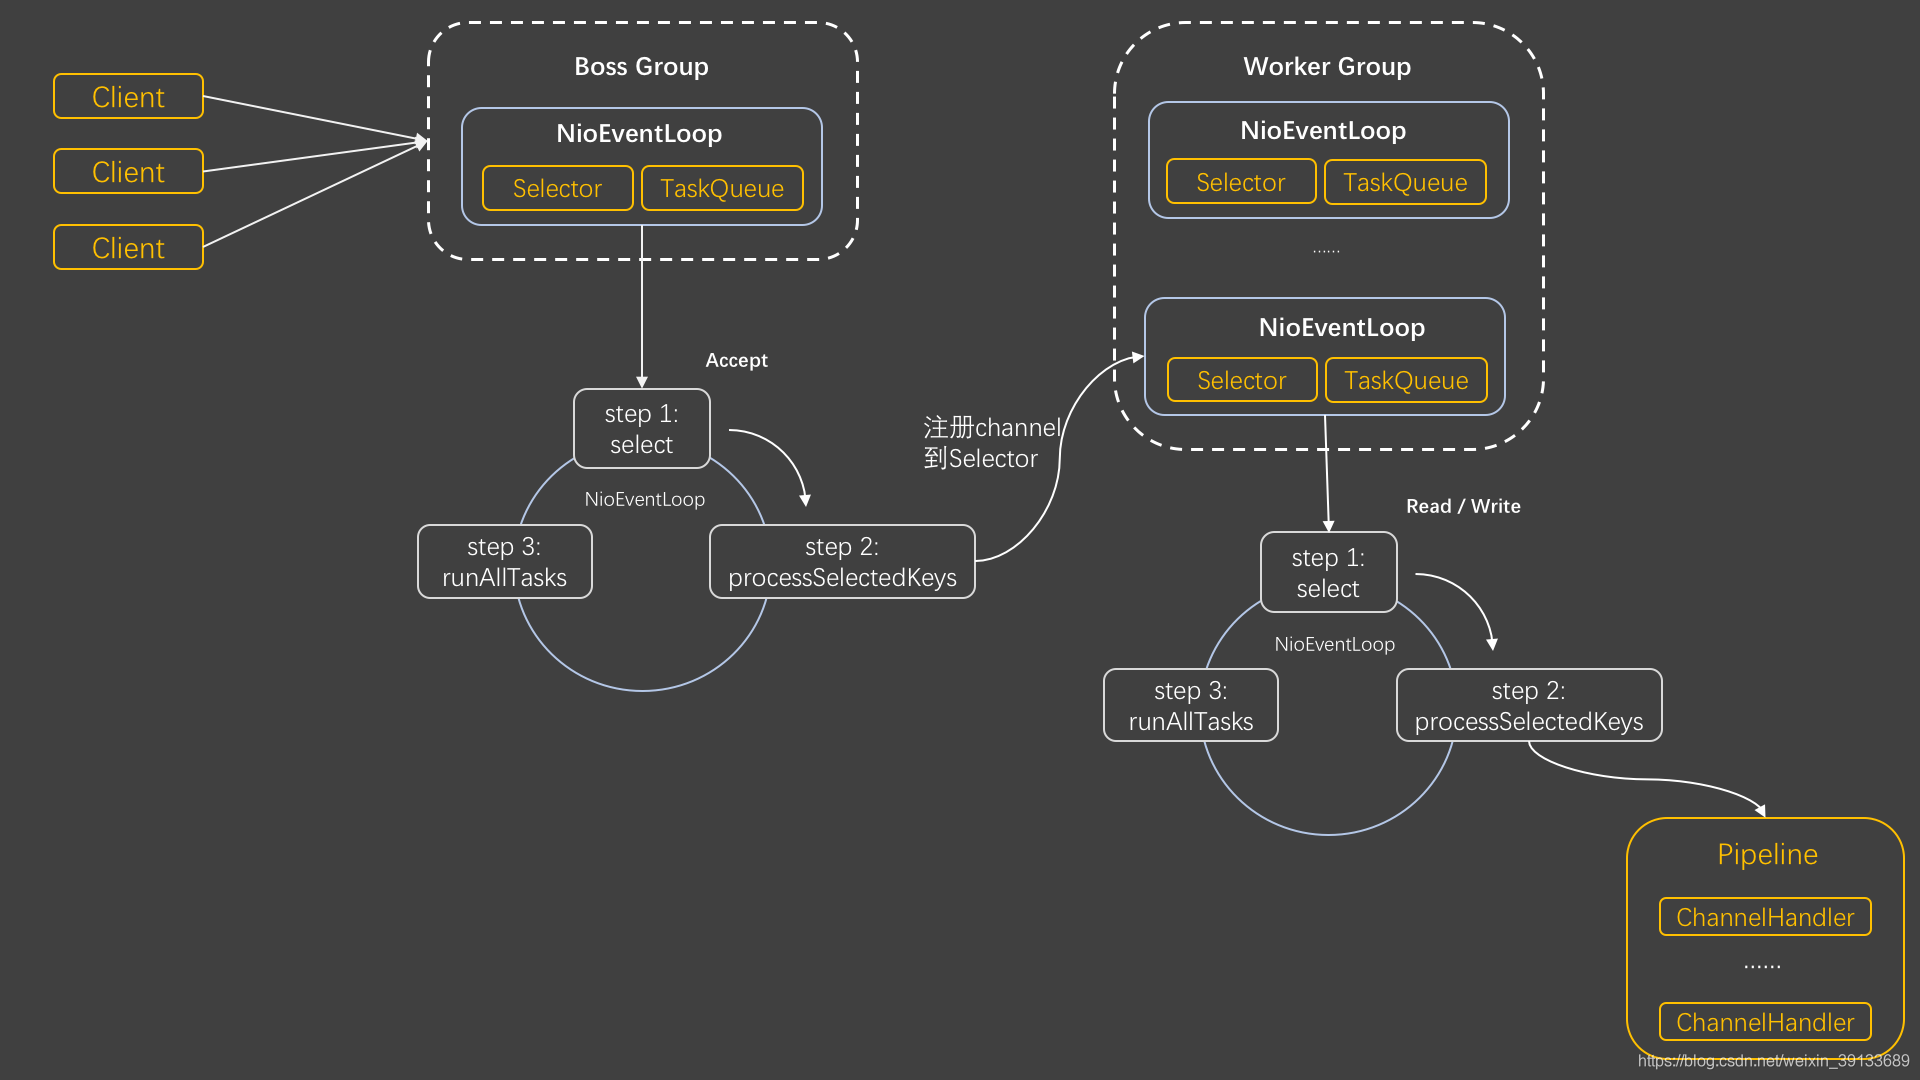 Client
Client
Client
Boss Group
NioEventLoop
Selector
TaskQueue
Accept
step 1:
select
NioEventLoop
step 2:
processSelectedKeys
step 3:
runAllTasks
注册channel
到Selector
Worker Group
NioEventLoop
Selector
TaskQueue
......
NioEventLoop
Selector
TaskQueue
Read / Write
step 1:
select
NioEventLoop
step 2:
processSelectedKeys
step 3:
runAllTasks
Pipeline
ChannelHandler
......
ChannelHandler
https://blog.csdn.net/weixin_39133689